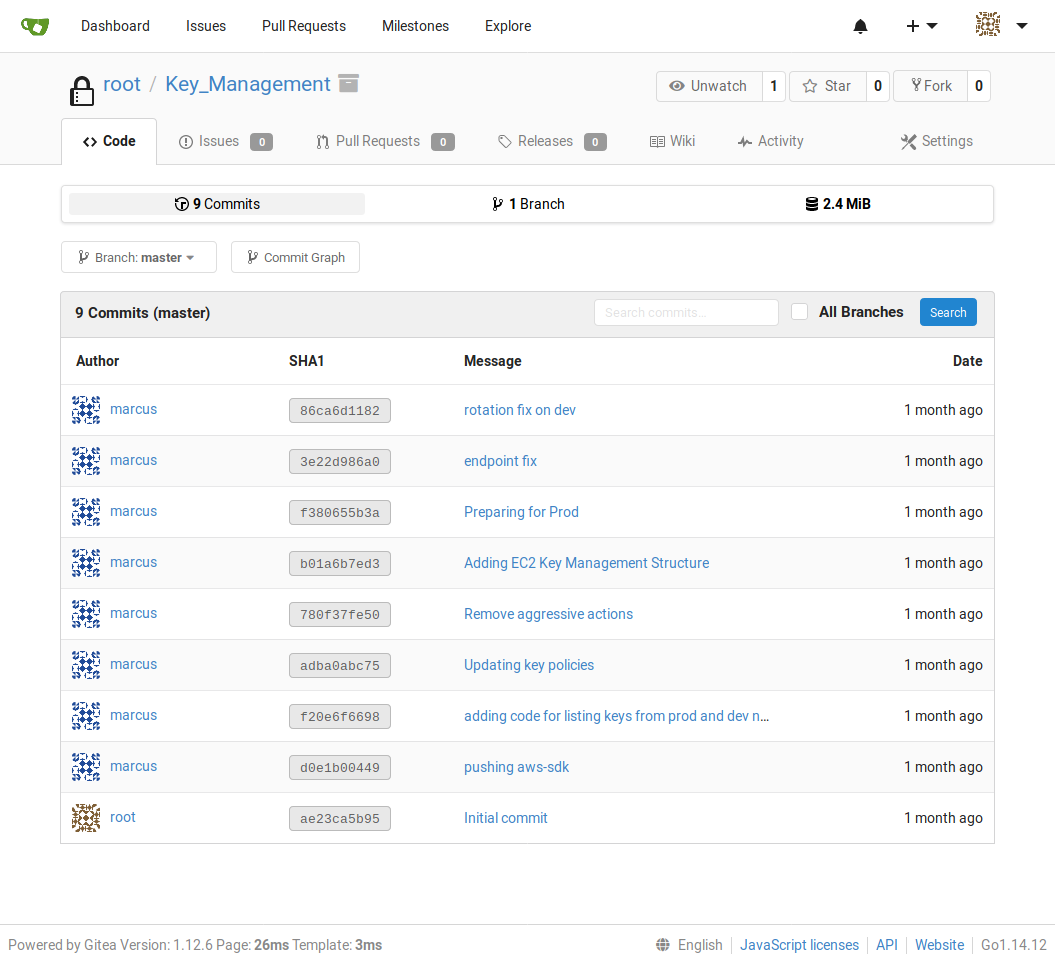 Dashboard Issues Pull Requests Milestones Explore
root / Key_Management
Unwatch 1 Star 0 Fork 0
Code Issues 0 Pull Requests 0 Releases 0 Wiki Activity Settings
9 Commits 1 Branch 2.4 MiB
Branch: master Commit Graph
9 Commits (master) Search commits... All Branches Search
Author SHA1 Message Date
marcus 86ca6d1182 rotation fix on dev 1 month ago
marcus 3e22d986a0 endpoint fix 1 month ago
marcus f380655b3a Preparing for Prod 1 month ago
marcus b01a6b7ed3 Adding EC2 Key Management Structure 1 month ago
marcus 780f37fe50 Remove aggressive actions 1 month ago
marcus adba0abc75 Updating key policies 1 month ago
marcus f20e6f6698 adding code for listing keys from prod and dev n... 1 month ago
marcus d0e1b00449 pushing aws-sdk 1 month ago
root ae23ca5b95 Initial commit 1 month ago
Powered by Gitea Version: 1.12.6 Page: 26ms Template: 3ms English JavaScript licenses API Website Go1.14.12